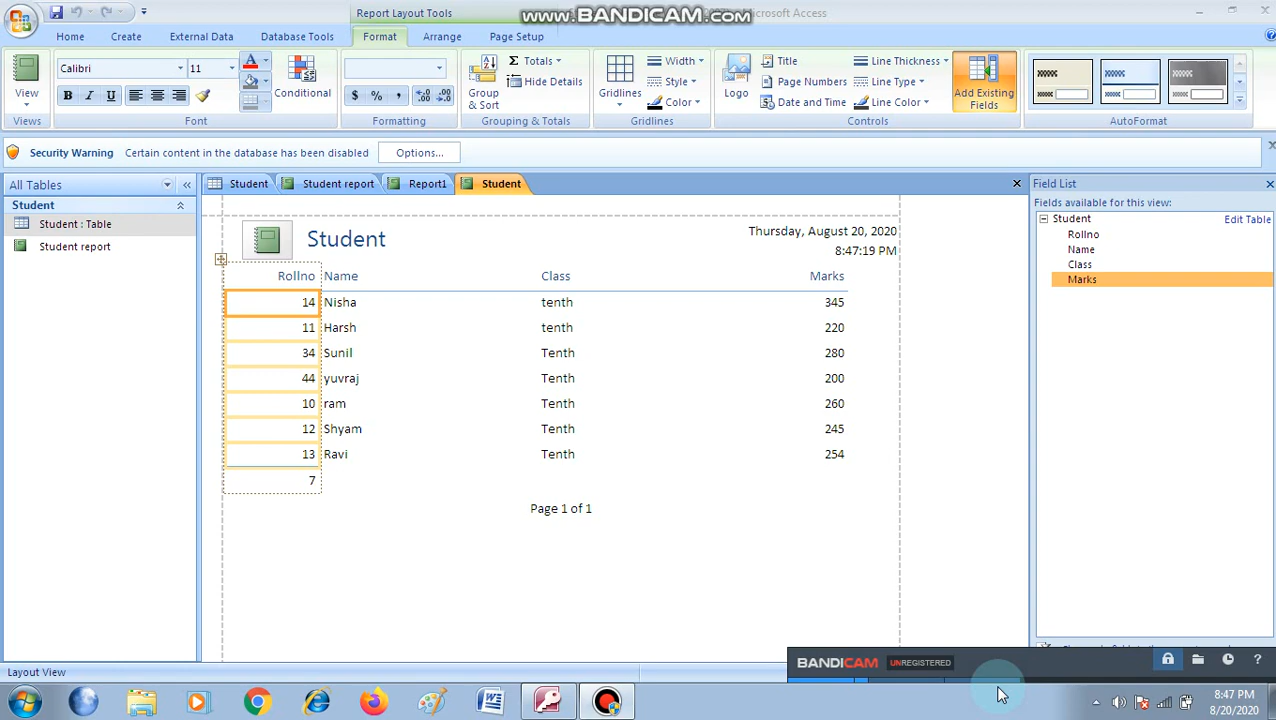 Report Layout Tools
www.BANDICAM.com
Microsoft Access
Home
Create
External Data
Database Tools
Format
Arrange
Page Setup
View
Views
Calibri
11
B I U
Conditional
Font
$ % ,
Formatting
Group & Sort
Σ Totals
Hide Details
Grouping & Totals
Gridlines
Width
Style
Color
Gridlines
Logo
Title
Page Numbers
Date and Time
Line Thickness
Line Type
Line Color
Controls
Add Existing Fields
AutoFormat
Security Warning Certain content in the database has been disabled Options...
All Tables
Student
Student : Table
Student report
Student
Student report
Report1
Student
Student
Thursday, August 20, 2020
8:47:19 PM
Rollno Name Class Marks
14 Nisha tenth 345
11 Harsh tenth 220
34 Sunil Tenth 280
44 yuvraj Tenth 200
10 ram Tenth 260
12 Shyam Tenth 245
13 Ravi Tenth 254
7
Page 1 of 1
Field List
Fields available for this view:
Student Edit Table
Rollno
Name
Class
Marks
Layout View
BANDICAM UNREGISTERED
8:47 PM
8/20/2020